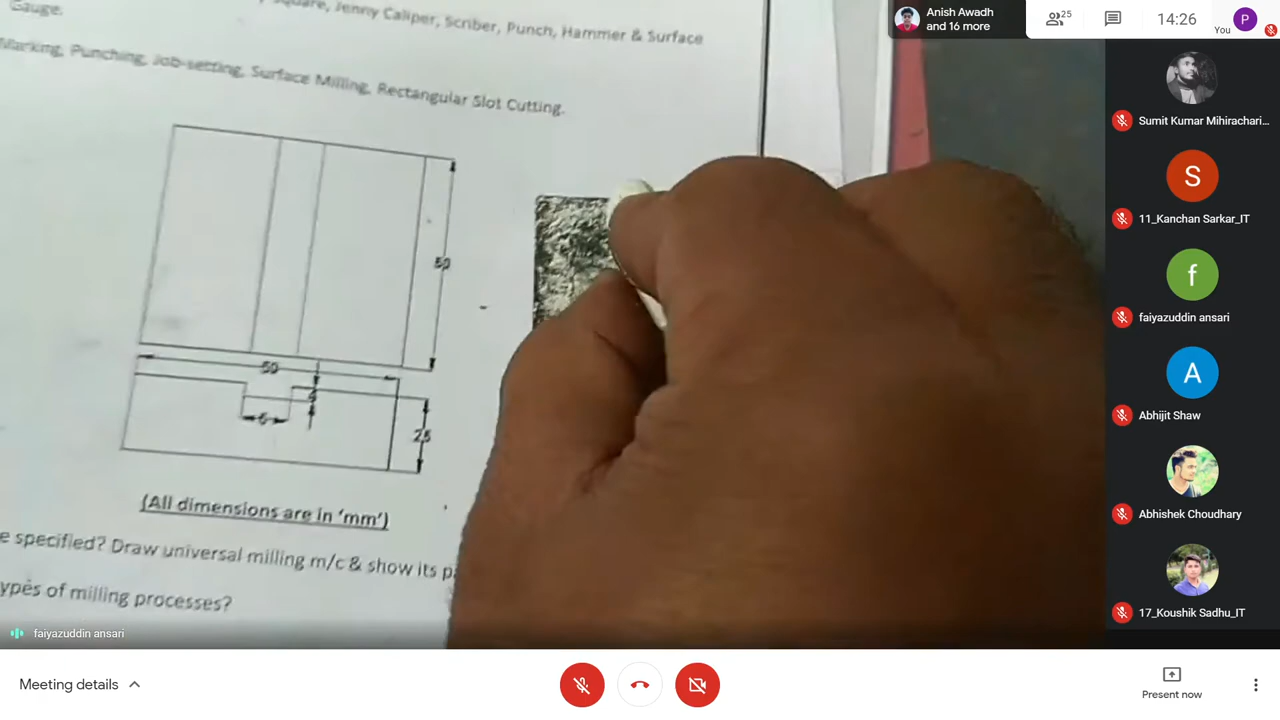 Gauge.
Square, Jenny Caliper, Scriber, Punch, Hammer & Surface
Marking, Punching, Job-setting, Surface Milling, Rectangular Slot Cutting.
50
50
6
4
25
(All dimensions are in ‘mm’)
e specified? Draw universal milling m/c & show its p
ypes of milling processes?
faiyazuddin ansari
Anish Awadh
and 16 more
25
14:26
You
P
Sumit Kumar Mihirachari...
S
11_Kanchan Sarkar_IT
f
faiyazuddin ansari
A
Abhijit Shaw
Abhishek Choudhary
17_Koushik Sadhu_IT
Meeting details
Present now